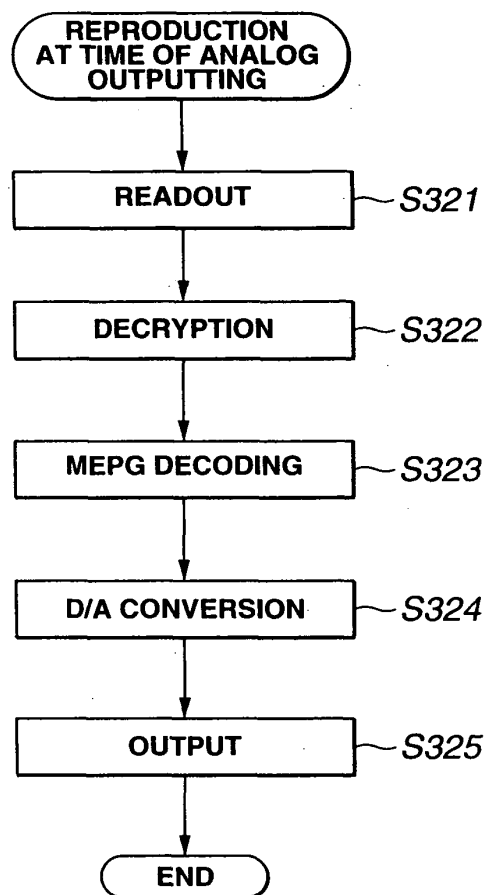 REPRODUCTION
AT TIME OF ANALOG
OUTPUTTING
READOUT
S321
DECRYPTION
S322
MEPG DECODING
S323
D/A CONVERSION
S324
OUTPUT
S325
END